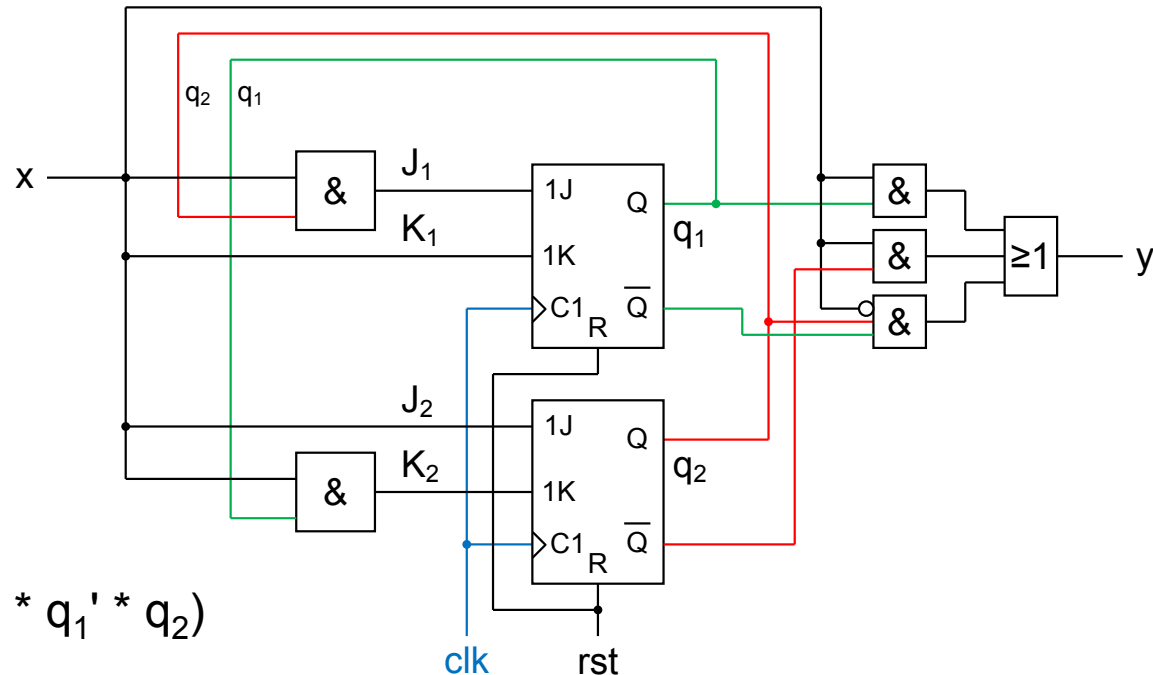 q₂ q₁
x
&
J₁
K₁
1J
1K
C1
R
Q
Q̅
q₁
&
&
&
≥1
y
J₂
K₂
&
1J
1K
C1
R
Q
Q̅
q₂
* q₁' * q₂)
clk
rst